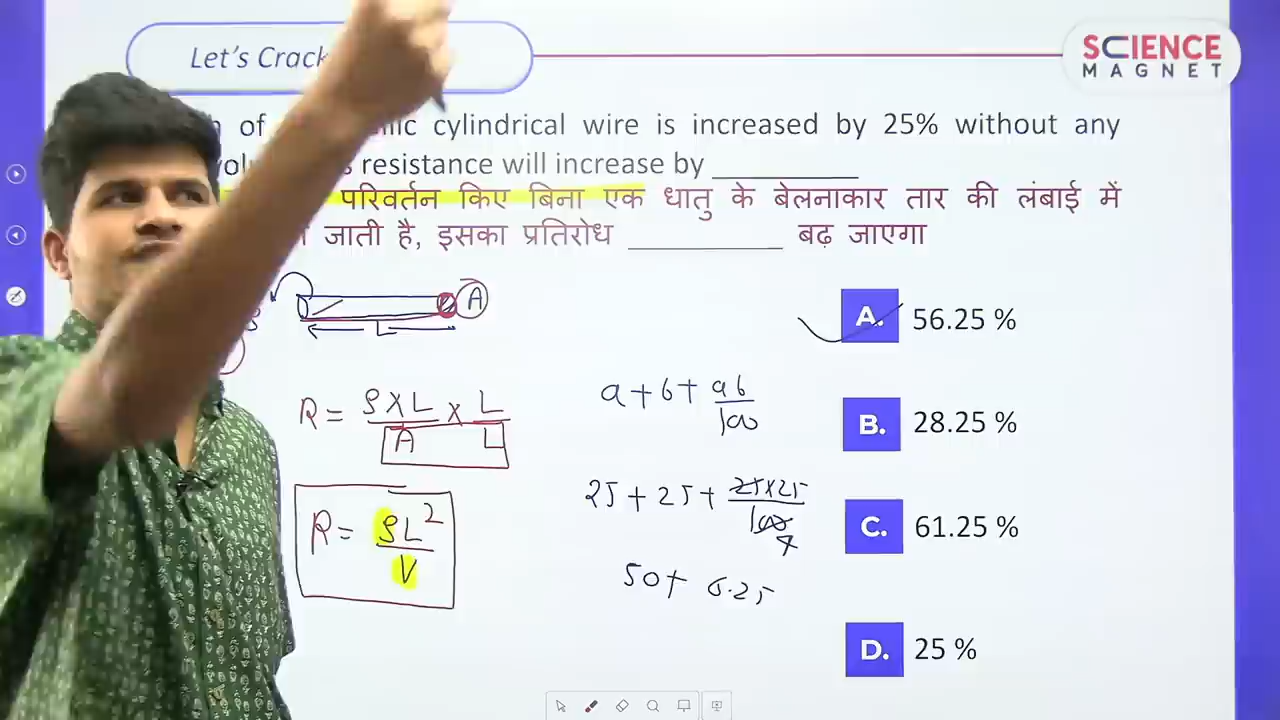 Let's Crack
SCIENCE
MAGNET
of cylindrical wire is increased by 25% without any
resistance will increase by __________
परिवर्तन किए बिना एक धातु के बेलनाकार तार की लंबाई में
जाती है, इसका प्रतिरोध __________ बढ़ जाएगा
A
L
R = ρ×L/A × L/L
R = ρL²/V
a+b+ ab/100
25+25+ 25×25/100 4
50+ 6.25
A. 56.25 %
B. 28.25 %
C. 61.25 %
D. 25 %